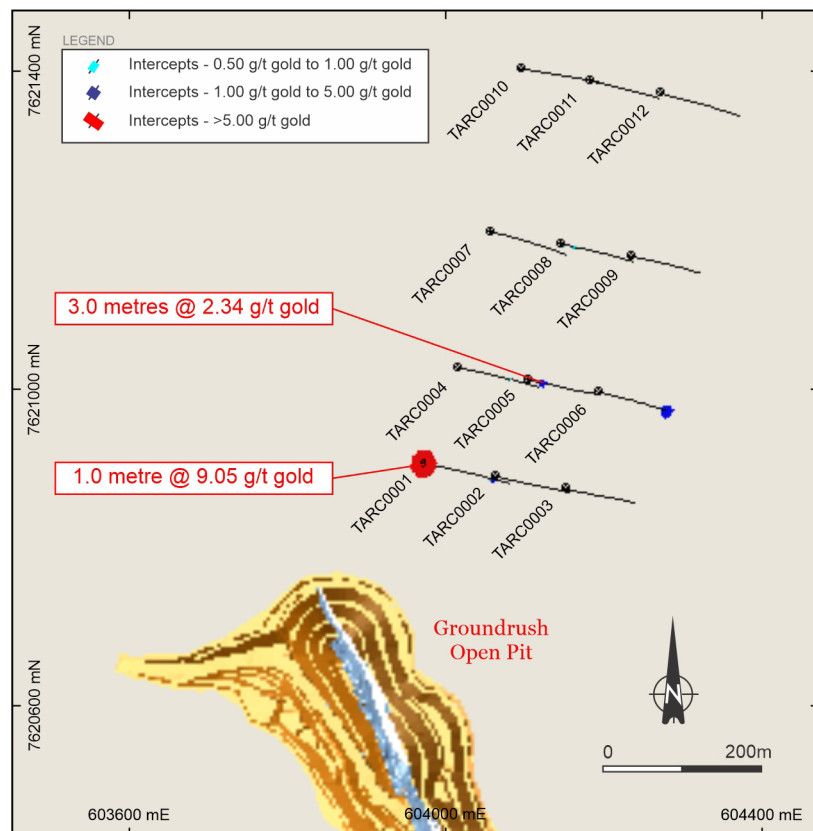 LEGEND
Intercepts - 0.50 g/t gold to 1.00 g/t gold
Intercepts - 1.00 g/t gold to 5.00 g/t gold
Intercepts - >5.00 g/t gold
7621400 mN
TARC0010
TARC0011
TARC0012
TARC0007
TARC0008
TARC0009
3.0 metres @ 2.34 g/t gold
7621000 mN
TARC0004
TARC0005
TARC0006
1.0 metre @ 9.05 g/t gold
TARC0001
TARC0002
TARC0003
Groundrush
Open Pit
7620600 mN
N
0 200m
603600 mE 604000 mE 604400 mE